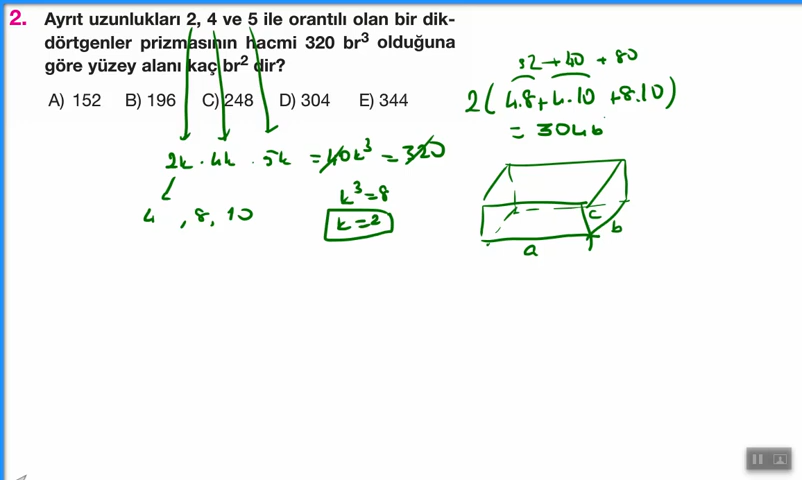 2. Ayrıt uzunlukları 2, 4 ve 5 ile orantılı olan bir dik-
dörtgenler prizmasının hacmi 320 br³ olduğuna
göre yüzey alanı kaç br² dir?
A) 152 B) 196 C) 248 D) 304 E) 344
32 + 40 + 80
2(4.8+4.10+8.10)
= 304
2k . 4k . 5k = 40k³ = 320
k³=8
4, 8, 10
k=2
c
b
a